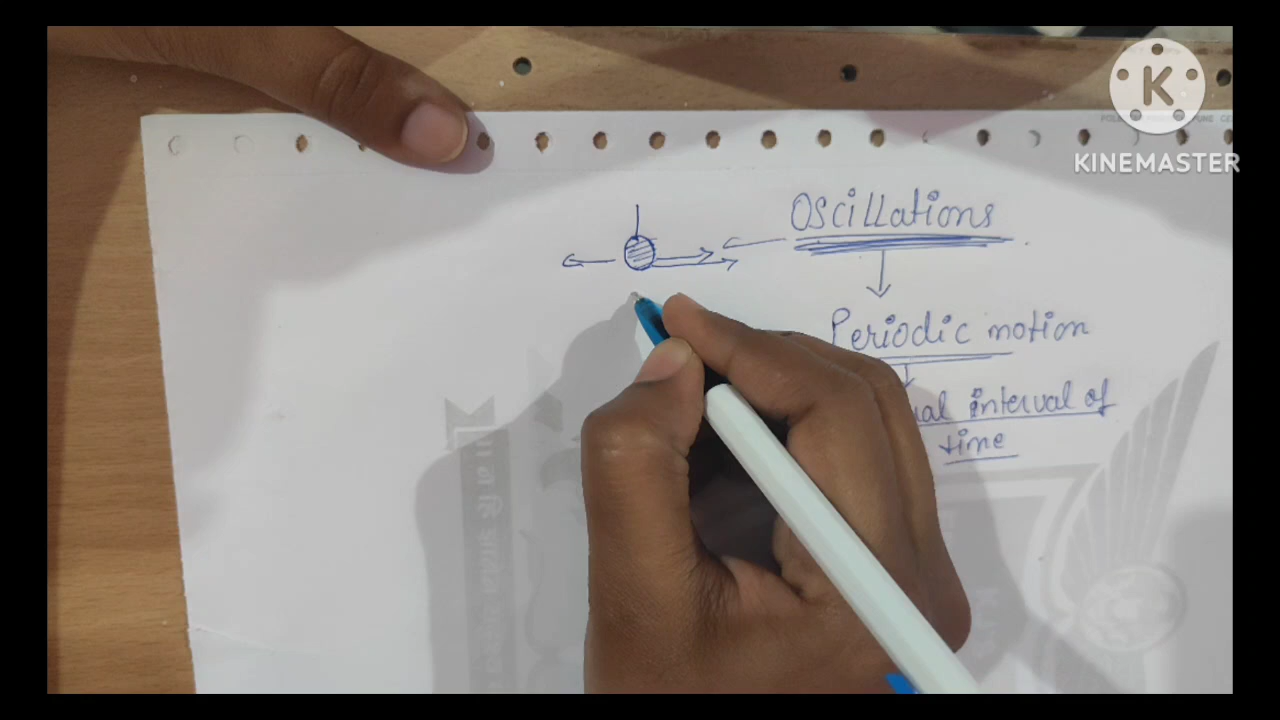 KINEMASTER
Oscillations
Periodic motion
interval of
time